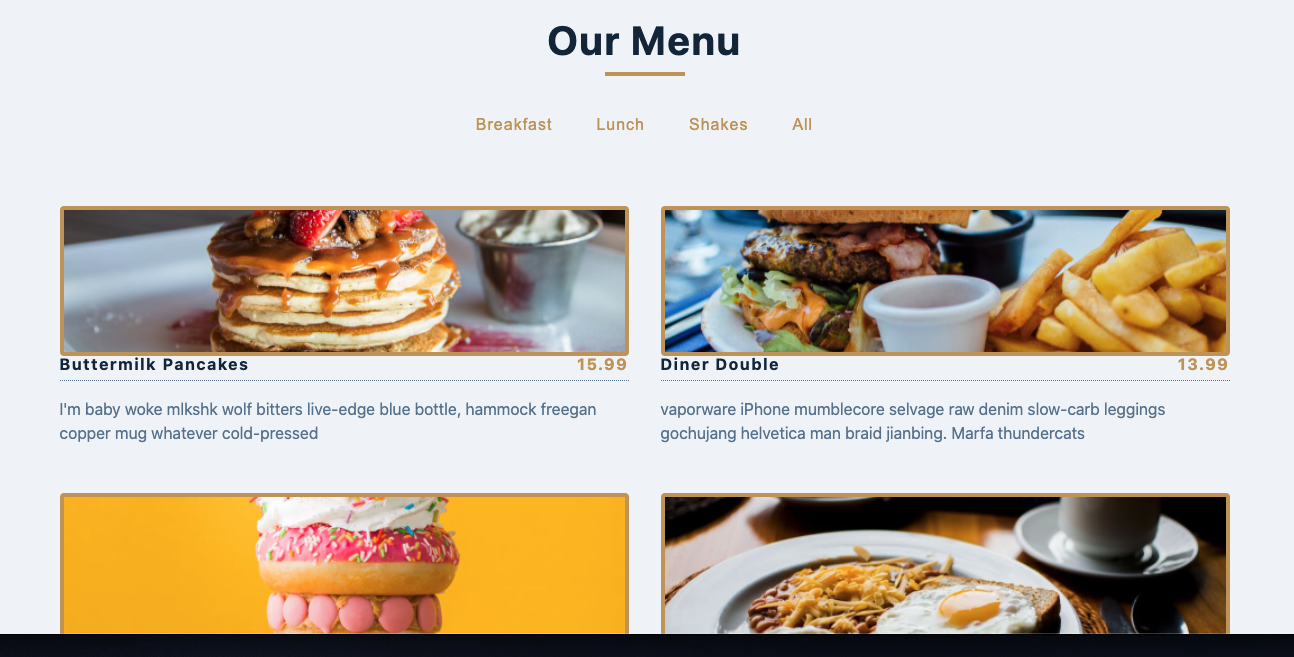 Our Menu
Breakfast Lunch Shakes All
Buttermilk Pancakes 15.99
I'm baby woke mlkshk wolf bitters live-edge blue bottle, hammock freegan
copper mug whatever cold-pressed
Diner Double 13.99
vaporware iPhone mumblecore selvage raw denim slow-carb leggings
gochujang helvetica man braid jianbing. Marfa thundercats